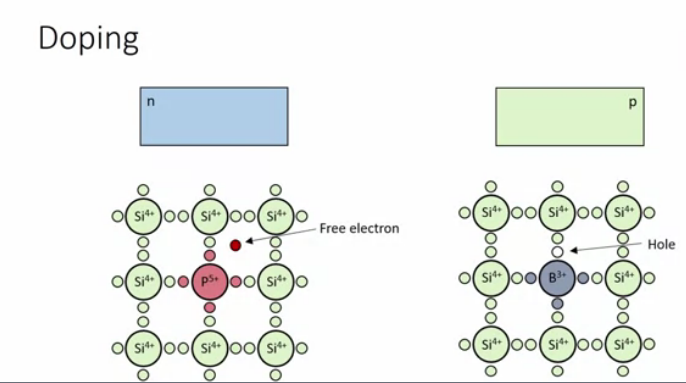 Doping
n
p
Si⁴⁺ Si⁴⁺ Si⁴⁺
Free electron
Si⁴⁺ P⁵⁺ Si⁴⁺
Si⁴⁺ Si⁴⁺ Si⁴⁺
Si⁴⁺ Si⁴⁺ Si⁴⁺
Hole
Si⁴⁺ B³⁺ Si⁴⁺
Si⁴⁺ Si⁴⁺ Si⁴⁺